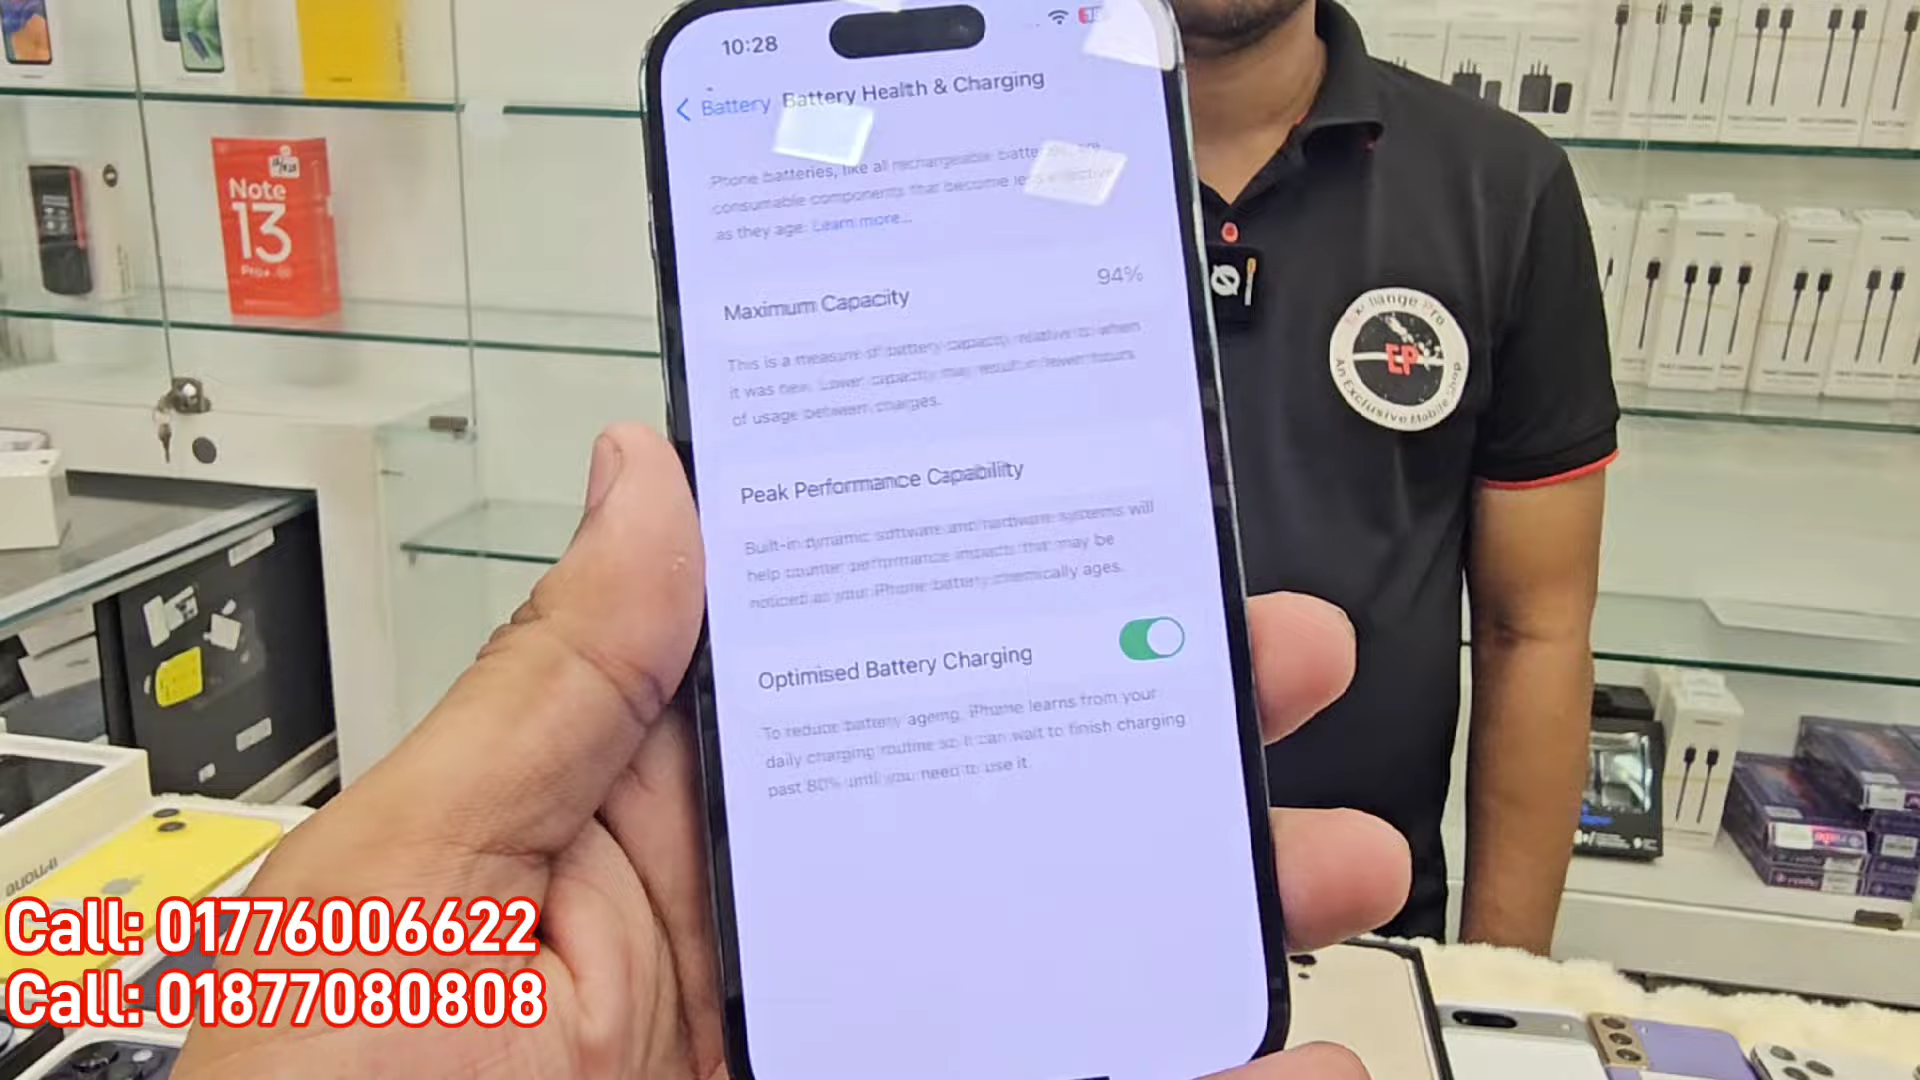 10:28
Battery
Battery Health & Charging
Phone batteries, like all rechargeable batteries, are
consumable components that become less effective
as they age. Learn more...
Maximum Capacity
94%
This is a measure of battery capacity relative to when
it was new. Lower capacity may result in fewer hours
of usage between charges.
Peak Performance Capability
Built-in dynamic software and hardware systems will
help counter performance impacts that may be
noticed as your iPhone battery chemically ages.
Optimised Battery Charging
To reduce battery ageing, iPhone learns from your
daily charging routine so it can wait to finish charging
past 80% until you need to use it.
Note
13
Pro+
Exchange Pro
EP
An Exclusive Mobile Shop
iPhone
Call: 01776006622
Call: 01877080808